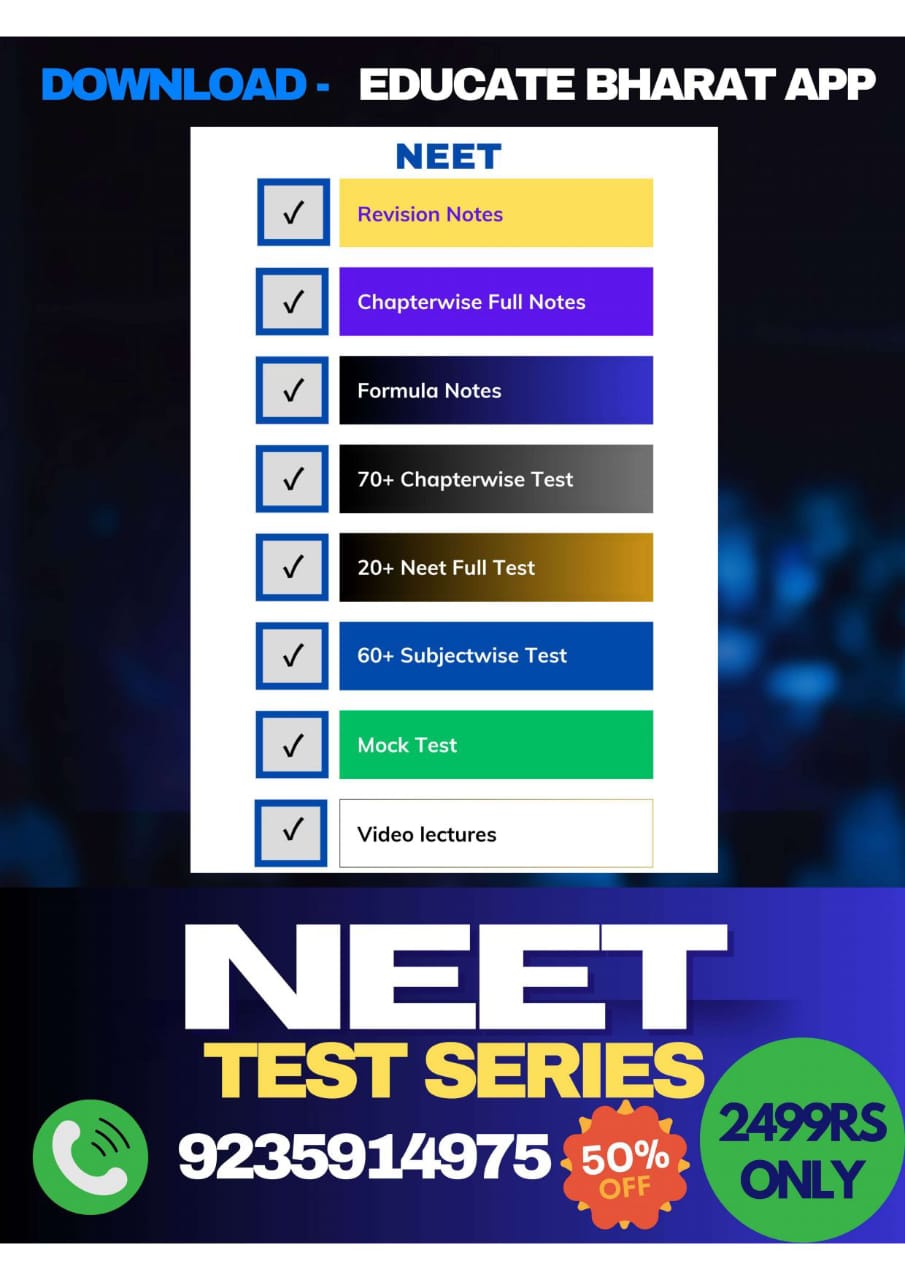 DOWNLOAD - EDUCATE BHARAT APP
NEET
✓ Revision Notes
✓ Chapterwise Full Notes
✓ Formula Notes
✓ 70+ Chapterwise Test
✓ 20+ Neet Full Test
✓ 60+ Subjectwise Test
✓ Mock Test
✓ Video lectures
NEET
TEST SERIES
9235914975
50%
OFF
2499RS
ONLY